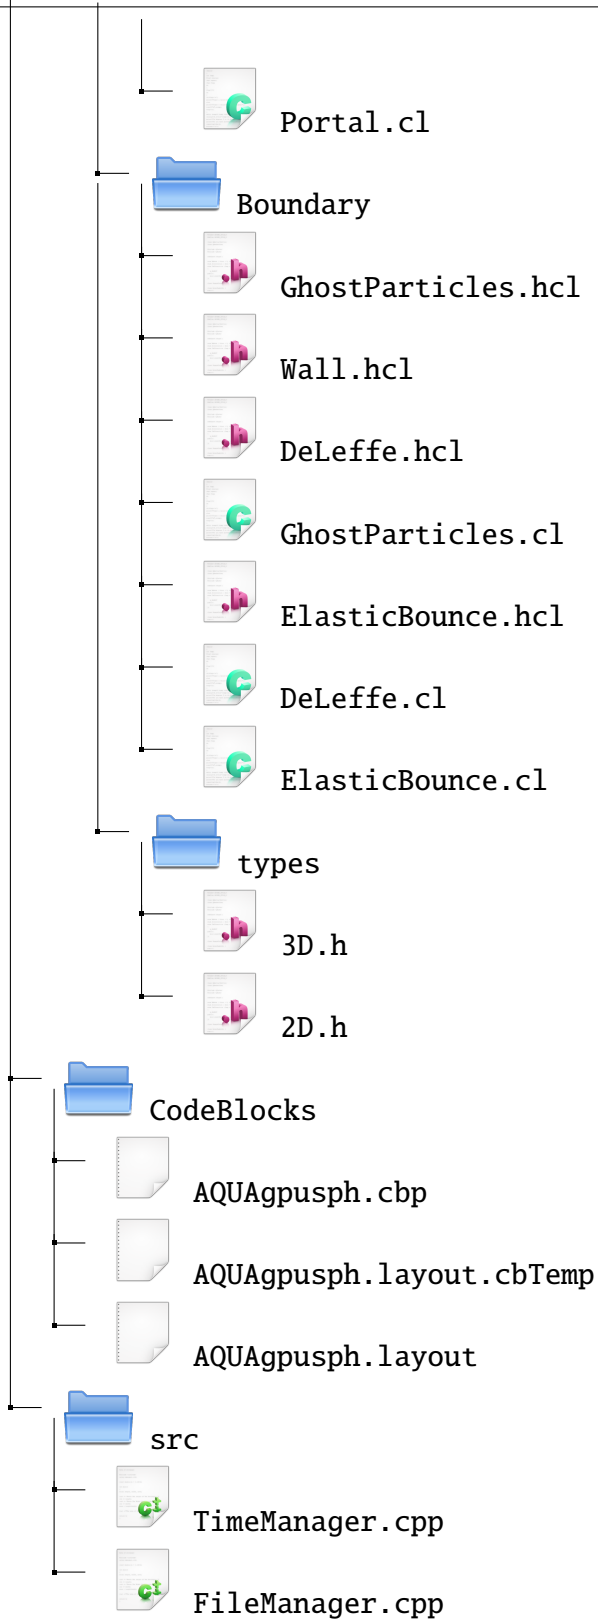 Portal.cl
Boundary
GhostParticles.hcl
Wall.hcl
DeLeffe.hcl
GhostParticles.cl
ElasticBounce.hcl
DeLeffe.cl
ElasticBounce.cl
types
3D.h
2D.h
CodeBlocks
AQUAgpusph.cbp
AQUAgpusph.layout.cbTemp
AQUAgpusph.layout
src
TimeManager.cpp
FileManager.cpp